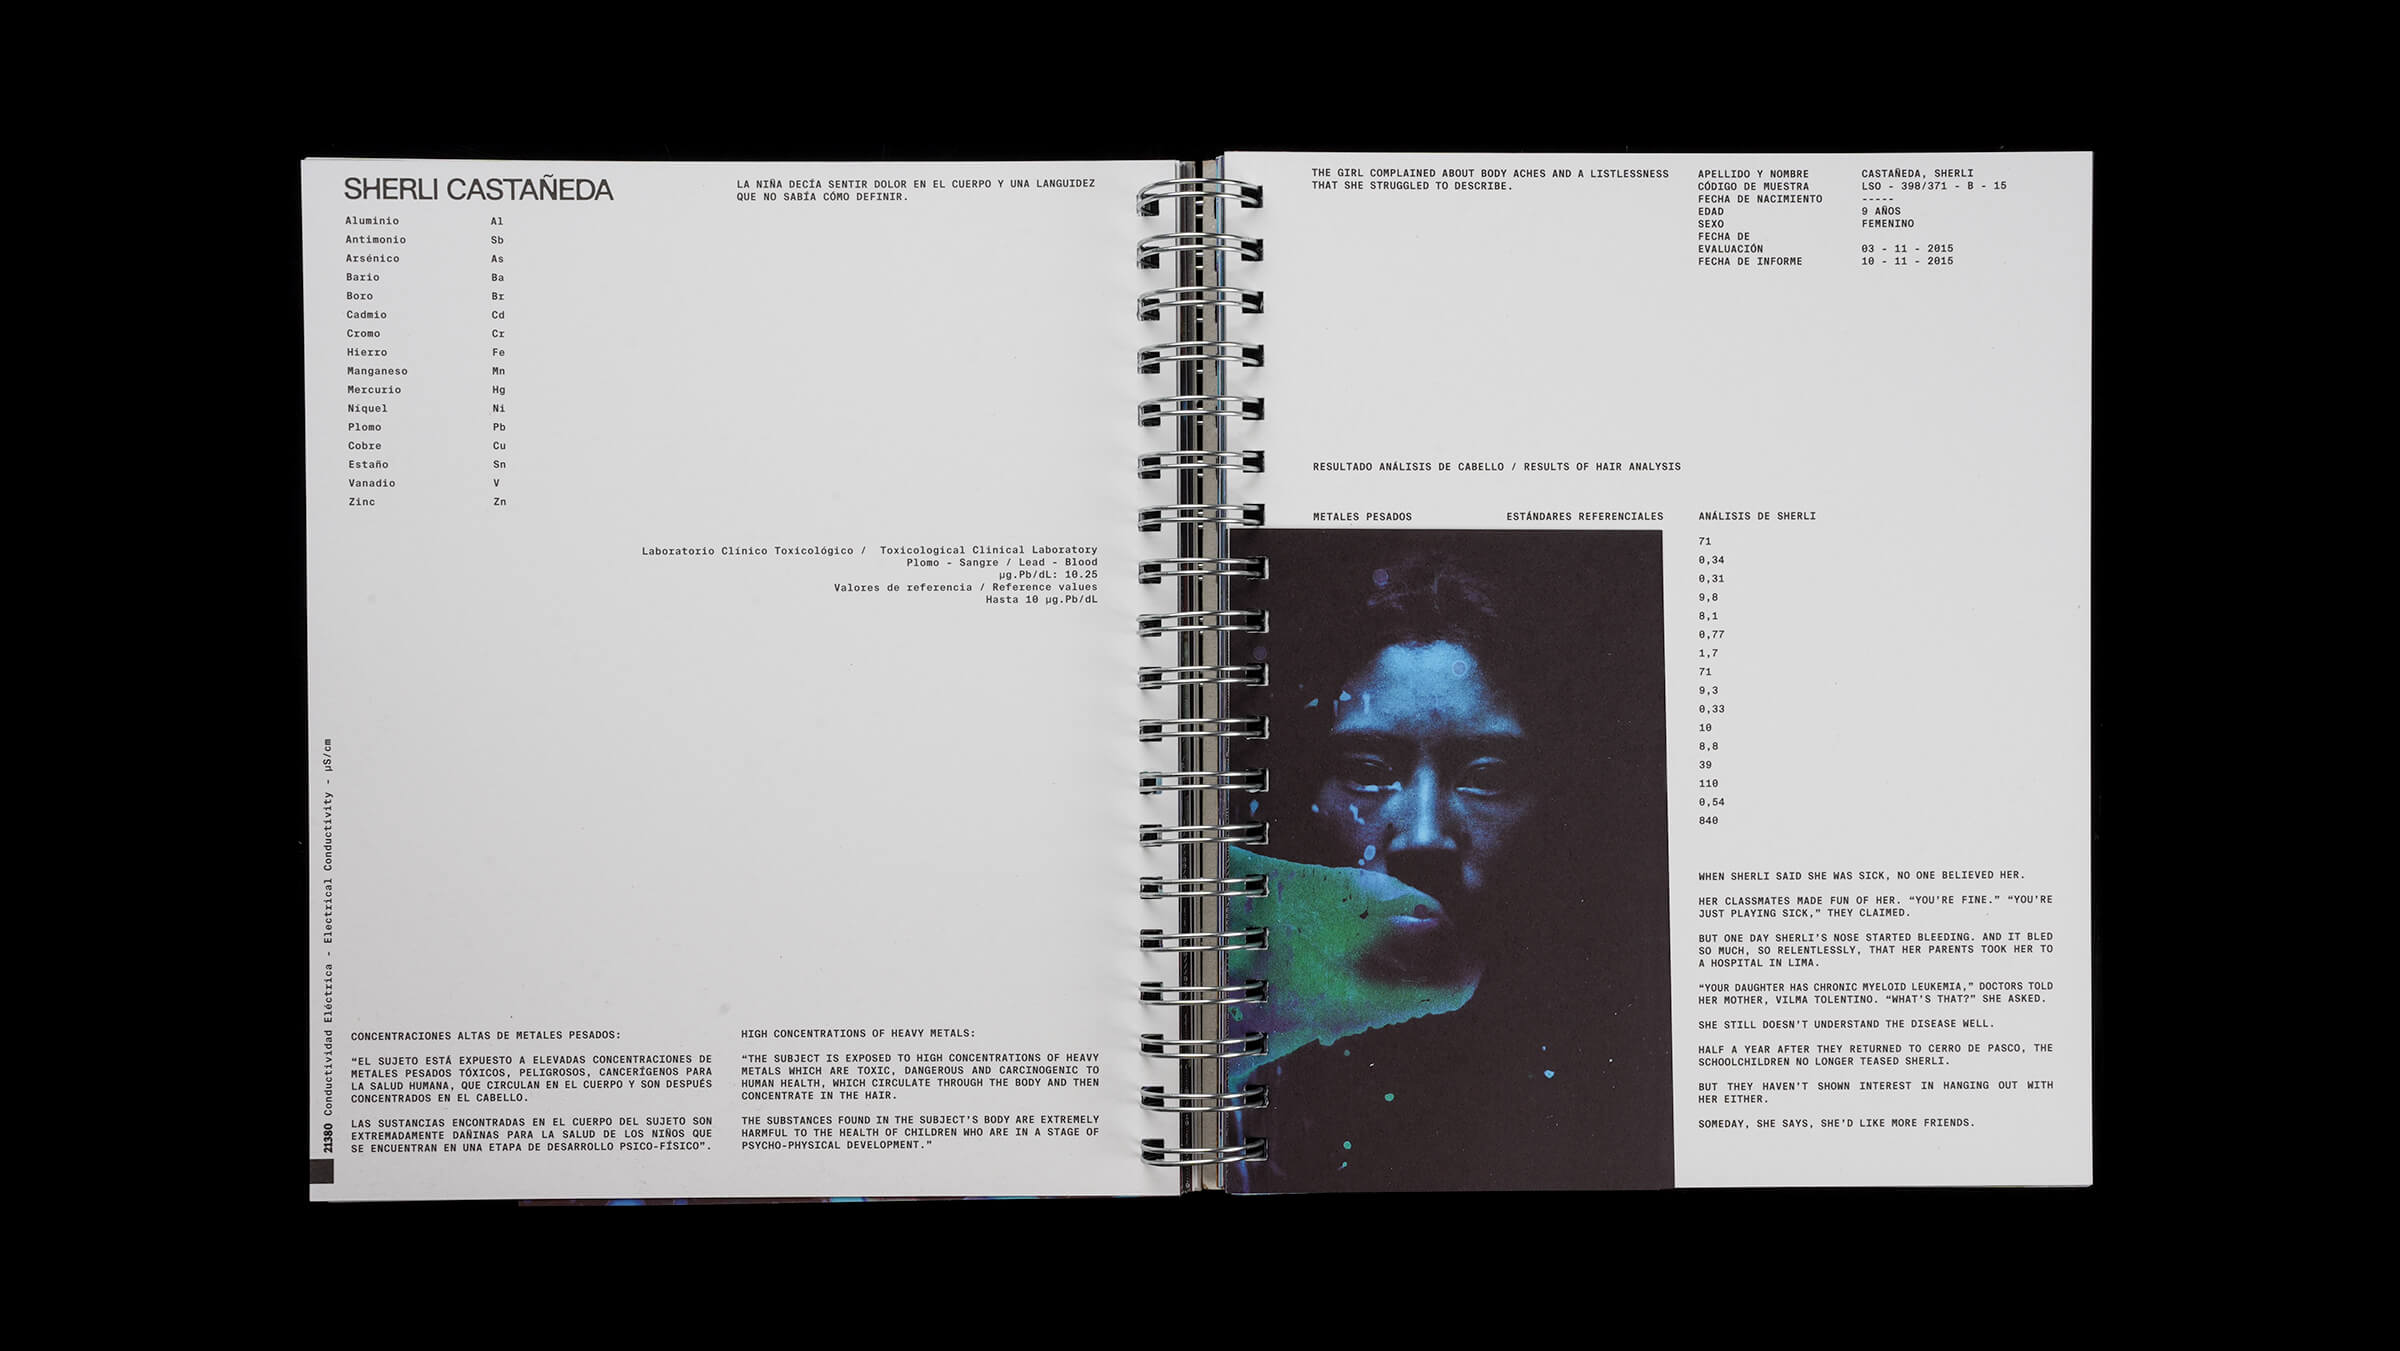 SHERLI CASTAÑEDA
Aluminio Al
Antimonio Sb
Arsénico As
Bario Ba
Boro Br
Cadmio Cd
Cromo Cr
Hierro Fe
Manganeso Mn
Mercurio Hg
Níquel Ni
Plomo Pb
Cobre Cu
Estaño Sn
Vanadio V
Zinc Zn
LA NIÑA DECÍA SENTIR DOLOR EN EL CUERPO Y UNA LANGUIDEZ
QUE NO SABÍA CÓMO DEFINIR.
Laboratorio Clínico Toxicológico / Toxicological Clinical Laboratory
Plomo - Sangre / Lead - Blood
µg.Pb/dL: 10.25
Valores de referencia / Reference values
Hasta 10 µg.Pb/dL
21380 Conductividad Eléctrica - Electrical Conductivity - µS/cm
CONCENTRACIONES ALTAS DE METALES PESADOS:
“EL SUJETO ESTÁ EXPUESTO A ELEVADAS CONCENTRACIONES DE
METALES PESADOS TÓXICOS, PELIGROSOS, CANCERÍGENOS PARA
LA SALUD HUMANA, QUE CIRCULAN EN EL CUERPO Y SON DESPUÉS
CONCENTRADOS EN EL CABELLO.
LAS SUSTANCIAS ENCONTRADAS EN EL CUERPO DEL SUJETO SON
EXTREMADAMENTE DAÑINAS PARA LA SALUD DE LOS NIÑOS QUE
SE ENCUENTRAN EN UNA ETAPA DE DESARROLLO PSICO-FÍSICO”.
HIGH CONCENTRATIONS OF HEAVY METALS:
“THE SUBJECT IS EXPOSED TO HIGH CONCENTRATIONS OF HEAVY
METALS WHICH ARE TOXIC, DANGEROUS AND CARCINOGENIC TO
HUMAN HEALTH, WHICH CIRCULATE THROUGH THE BODY AND THEN
CONCENTRATE IN THE HAIR.
THE SUBSTANCES FOUND IN THE SUBJECT’S BODY ARE EXTREMELY
HARMFUL TO THE HEALTH OF CHILDREN WHO ARE IN A STAGE OF
PSYCHO-PHYSICAL DEVELOPMENT.”
THE GIRL COMPLAINED ABOUT BODY ACHES AND A LISTLESSNESS
THAT SHE STRUGGLED TO DESCRIBE.
APELLIDO Y NOMBRE CASTAÑEDA, SHERLI
CÓDIGO DE MUESTRA LSO - 398/371 - B - 15
FECHA DE NACIMIENTO -----
EDAD 9 AÑOS
SEXO FEMENINO
FECHA DE
EVALUACIÓN 03 - 11 - 2015
FECHA DE INFORME 10 - 11 - 2015
RESULTADO ANÁLISIS DE CABELLO / RESULTS OF HAIR ANALYSIS
METALES PESADOS ESTÁNDARES REFERENCIALES ANÁLISIS DE SHERLI
71
0,34
0,31
9,8
8,1
0,77
1,7
71
9,3
0,33
10
8,8
39
110
0,54
840
WHEN SHERLI SAID SHE WAS SICK, NO ONE BELIEVED HER.
HER CLASSMATES MADE FUN OF HER. “YOU’RE FINE.” “YOU’RE
JUST PLAYING SICK,” THEY CLAIMED.
BUT ONE DAY SHERLI’S NOSE STARTED BLEEDING. AND IT BLED
SO MUCH, SO RELENTLESSLY, THAT HER PARENTS TOOK HER TO
A HOSPITAL IN LIMA.
“YOUR DAUGHTER HAS CHRONIC MYELOID LEUKEMIA,” DOCTORS TOLD
HER MOTHER, VILMA TOLENTINO. “WHAT’S THAT?” SHE ASKED.
SHE STILL DOESN’T UNDERSTAND THE DISEASE WELL.
HALF A YEAR AFTER THEY RETURNED TO CERRO DE PASCO, THE
SCHOOLCHILDREN NO LONGER TEASED SHERLI.
BUT THEY HAVEN’T SHOWN INTEREST IN HANGING OUT WITH
HER EITHER.
SOMEDAY, SHE SAYS, SHE’D LIKE MORE FRIENDS.